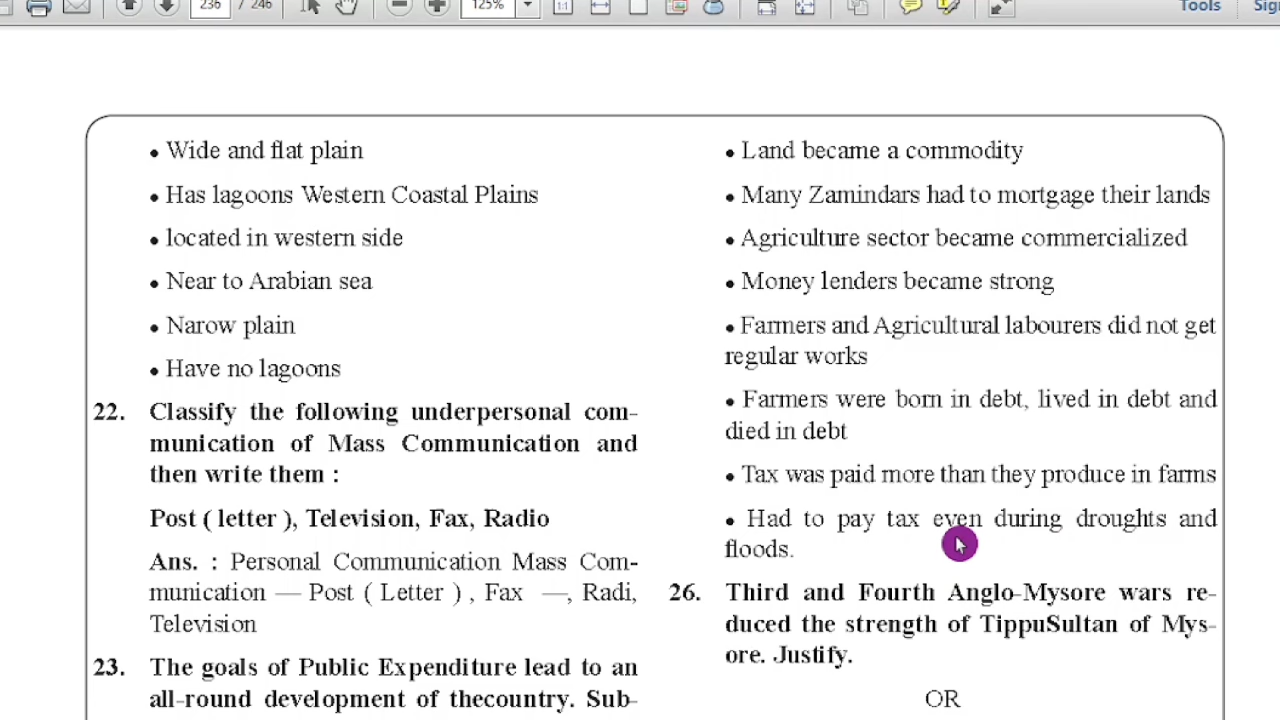 236 / 246
125%
Tools
Sign
• Wide and flat plain
• Has lagoons Western Coastal Plains
• located in western side
• Near to Arabian sea
• Narow plain
• Have no lagoons
22. Classify the following underpersonal com-
munication of Mass Communication and
then write them :
Post ( letter ), Television, Fax, Radio
Ans. : Personal Communication Mass Com-
munication — Post ( Letter ) , Fax —, Radi,
Television
23. The goals of Public Expenditure lead to an
all-round development of thecountry. Sub-
• Land became a commodity
• Many Zamindars had to mortgage their lands
• Agriculture sector became commercialized
• Money lenders became strong
• Farmers and Agricultural labourers did not get
regular works
• Farmers were born in debt, lived in debt and
died in debt
• Tax was paid more than they produce in farms
• Had to pay tax even during droughts and
floods.
26. Third and Fourth Anglo-Mysore wars re-
duced the strength of TippuSultan of Mys-
ore. Justify.
OR